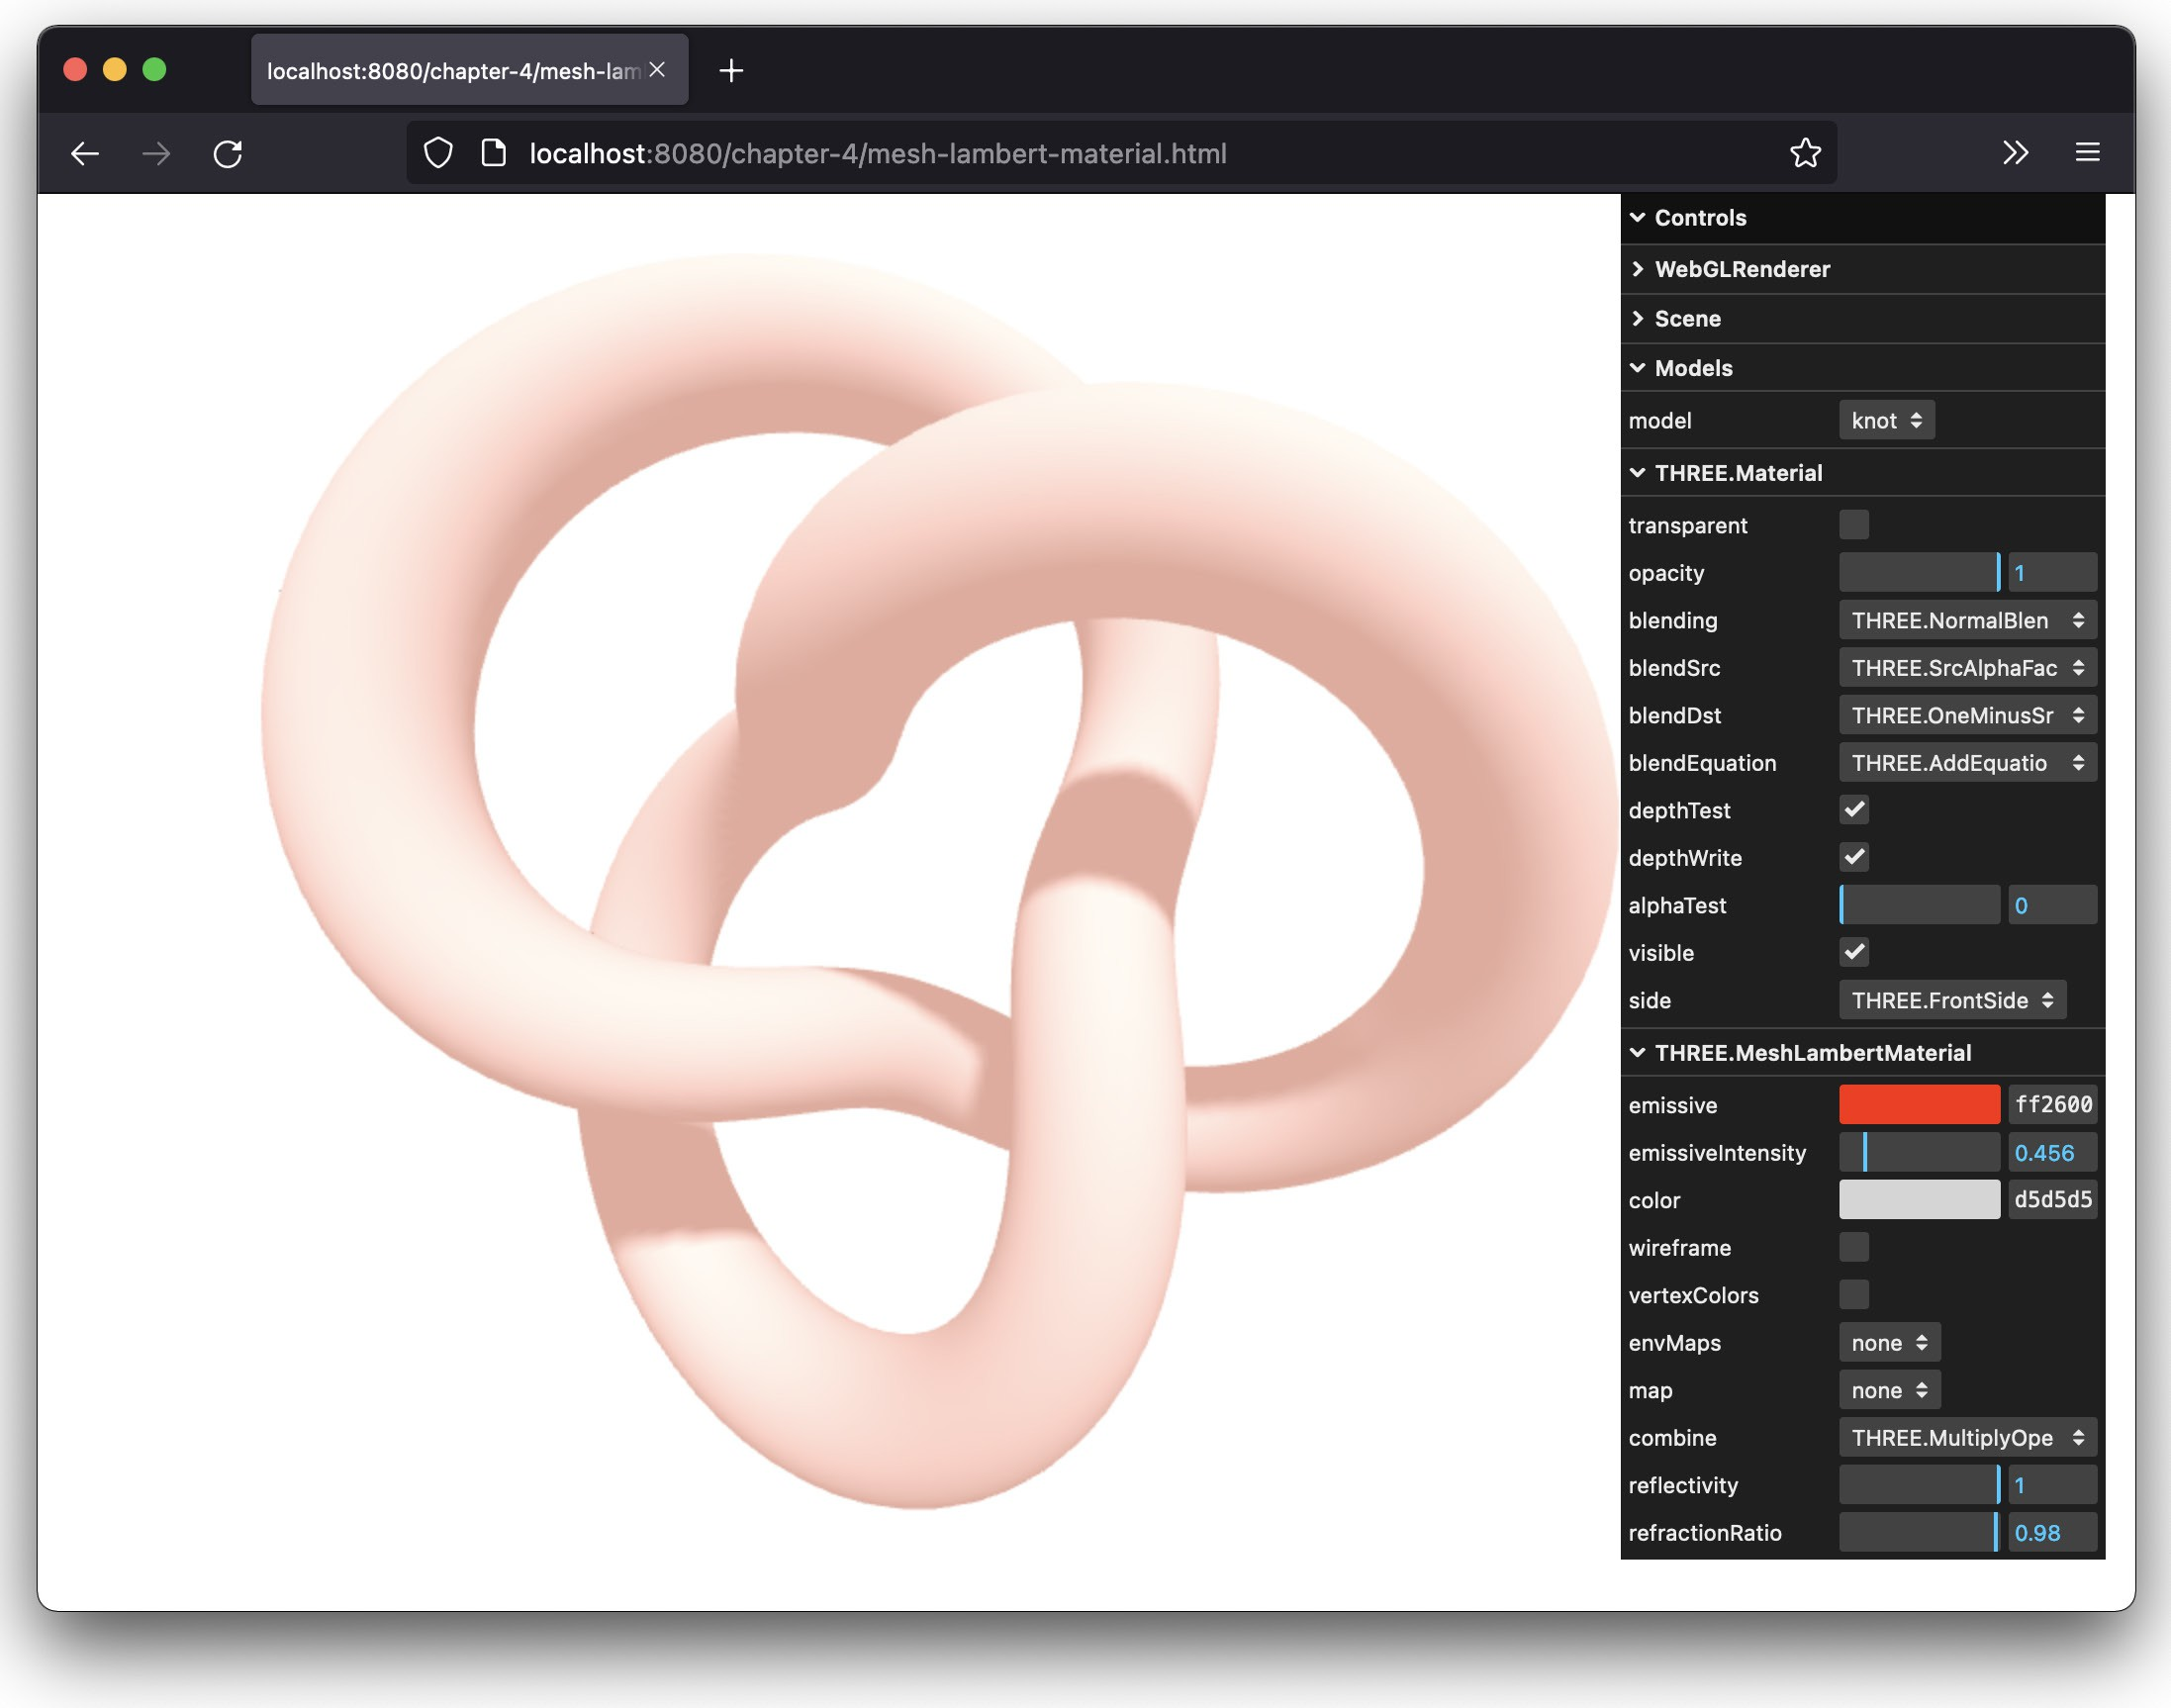 localhost:8080/chapter-4/mesh-lam
localhost:8080/chapter-4/mesh-lambert-material.html
Controls
WebGLRenderer
Scene
Models
model knot
THREE.Material
transparent
opacity 1
blending THREE.NormalBlen
blendSrc THREE.SrcAlphaFac
blendDst THREE.OneMinusSr
blendEquation THREE.AddEquatio
depthTest
depthWrite
alphaTest 0
visible
side THREE.FrontSide
THREE.MeshLambertMaterial
emissive ff2600
emissiveIntensity 0.456
color d5d5d5
wireframe
vertexColors
envMaps none
map none
combine THREE.MultiplyOpe
reflectivity 1
refractionRatio 0.98